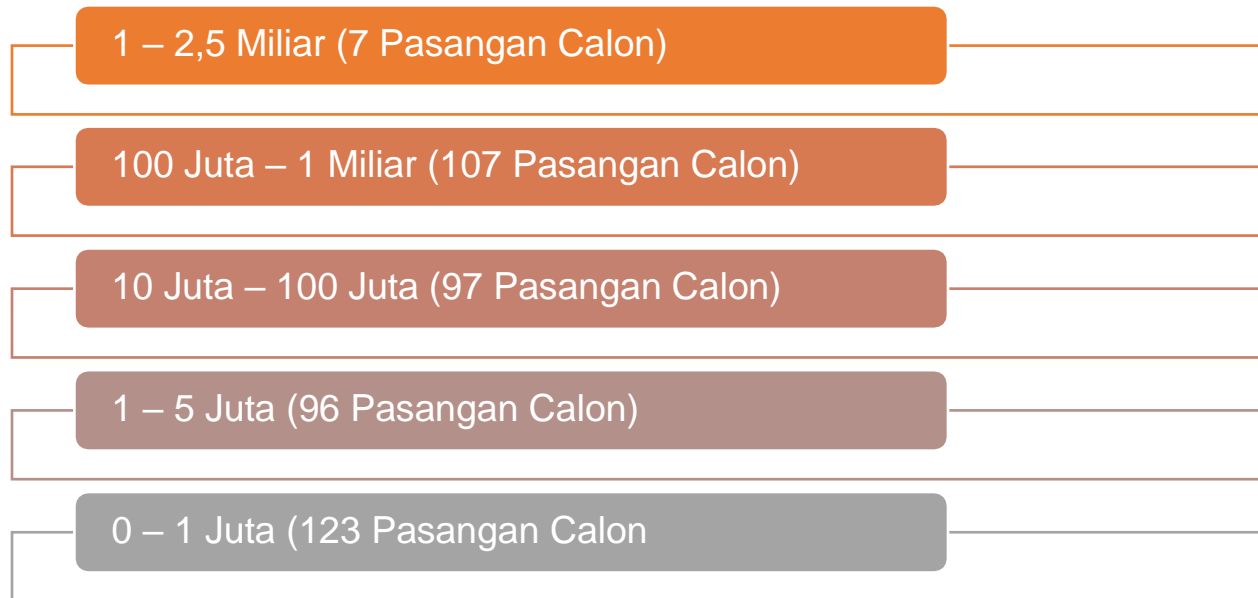 1 – 2,5 Miliar (7 Pasangan Calon)
100 Juta – 1 Miliar (107 Pasangan Calon)
10 Juta – 100 Juta (97 Pasangan Calon)
1 – 5 Juta (96 Pasangan Calon)
0 – 1 Juta (123 Pasangan Calon